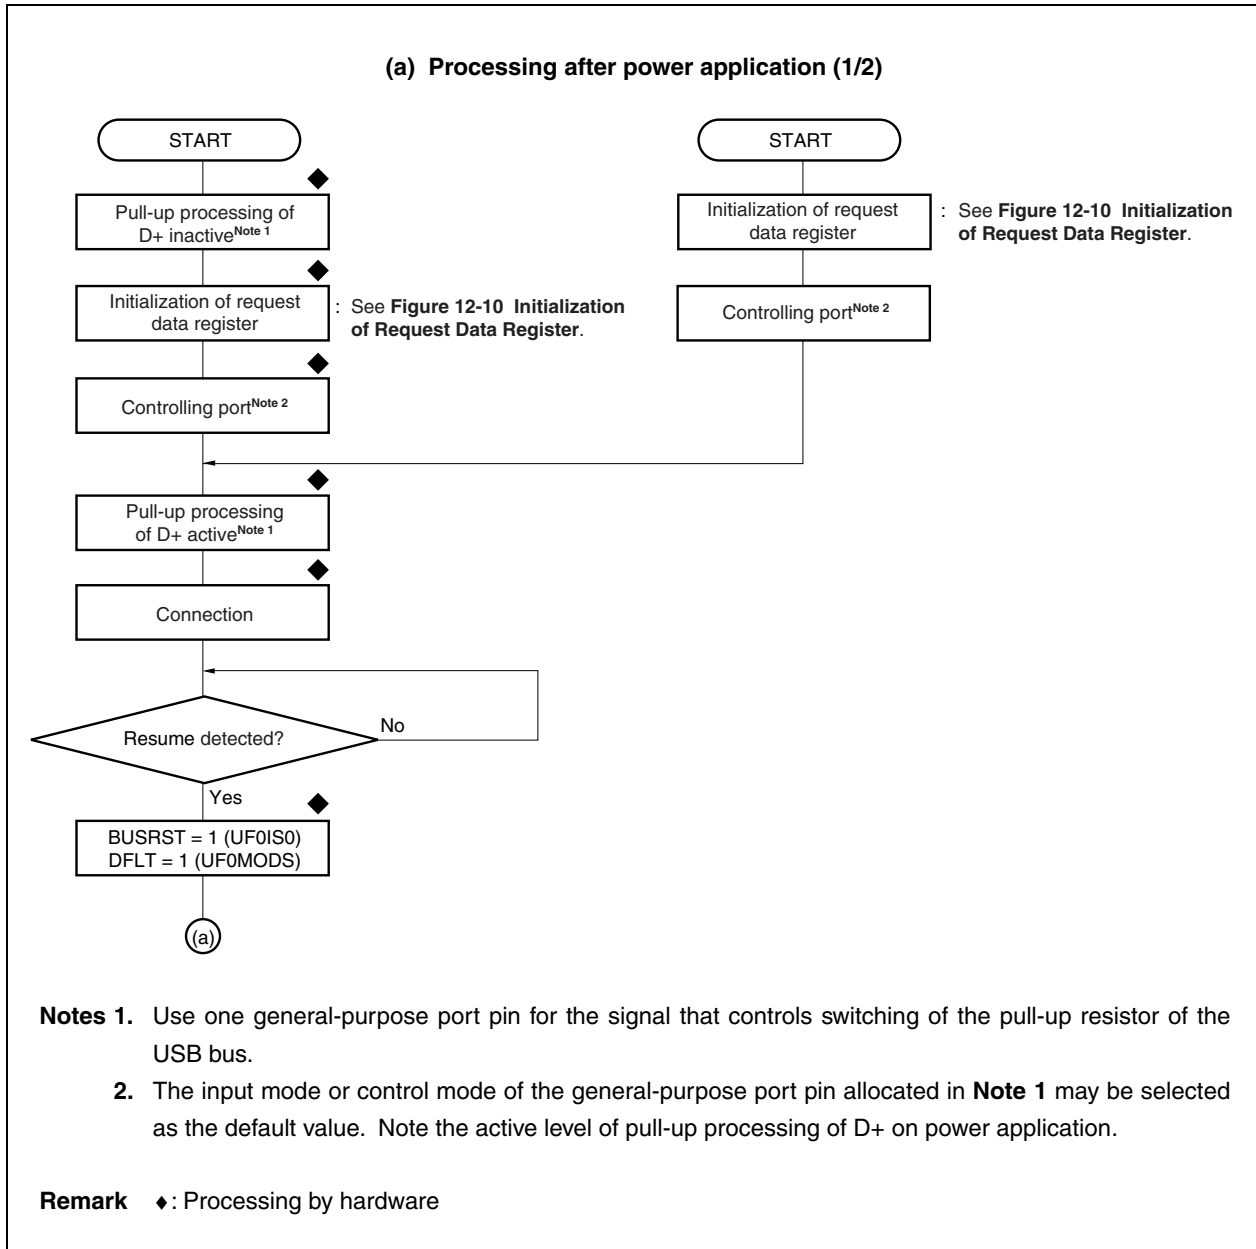 (a) Processing after power application (1/2)
START
Pull-up processing of
D+ inactiveNote 1
Initialization of request
data register
: See Figure 12-10 Initialization
of Request Data Register.
Controlling portNote 2
START
Initialization of request
data register
: See Figure 12-10 Initialization
of Request Data Register.
Controlling portNote 2
Pull-up processing
of D+ activeNote 1
Connection
Resume detected?
No
Yes
BUSRST = 1 (UF0IS0)
DFLT = 1 (UF0MODS)
(a)
Notes 1. Use one general-purpose port pin for the signal that controls switching of the pull-up resistor of the
USB bus.
2. The input mode or control mode of the general-purpose port pin allocated in Note 1 may be selected
as the default value. Note the active level of pull-up processing of D+ on power application.
Remark ♦: Processing by hardware